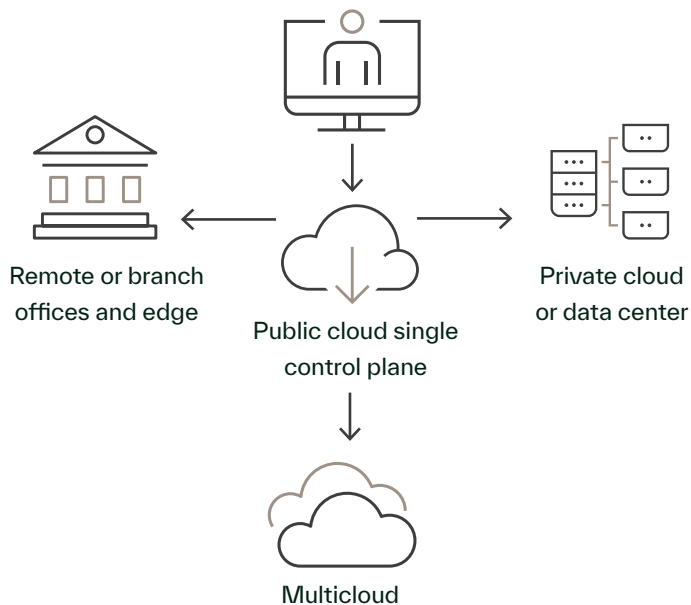 Remote or branch
offices and edge
Public cloud single
control plane
Private cloud
or data center
Multicloud